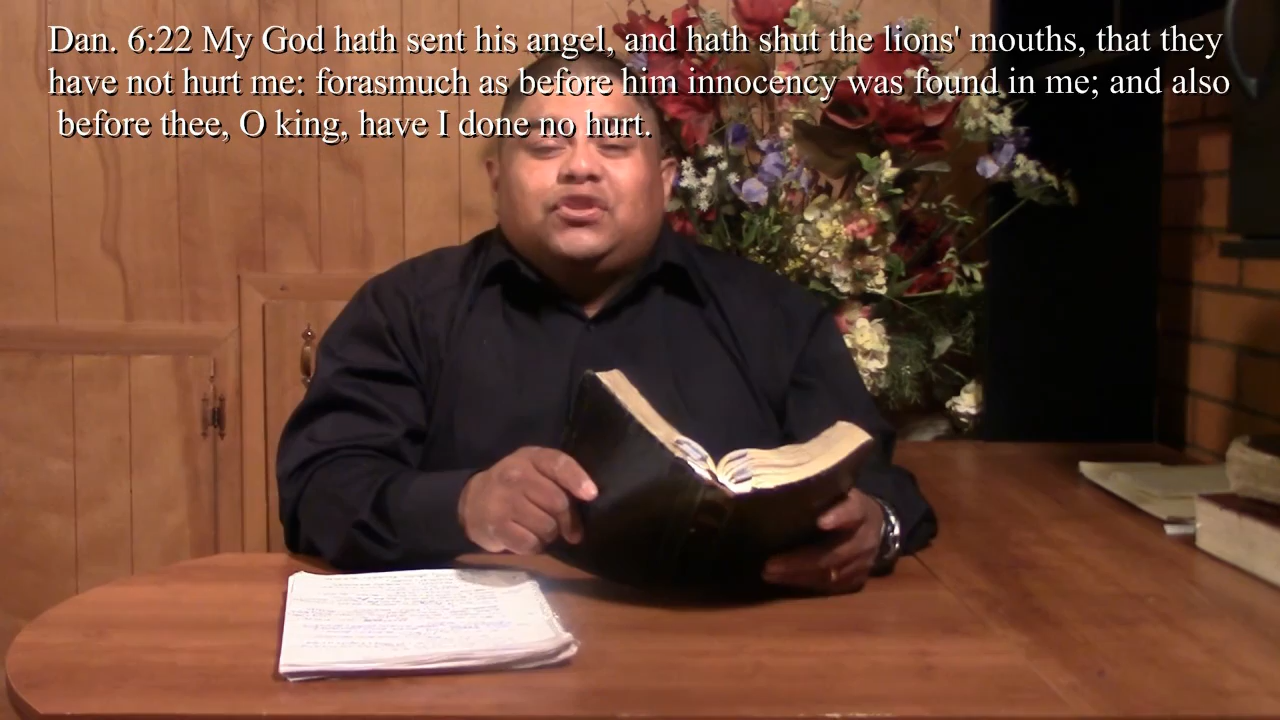 Dan. 6:22 My God hath sent his angel, and hath shut the lions' mouths, that they
have not hurt me: forasmuch as before him innocency was found in me; and also
before thee, O king, have I done no hurt.